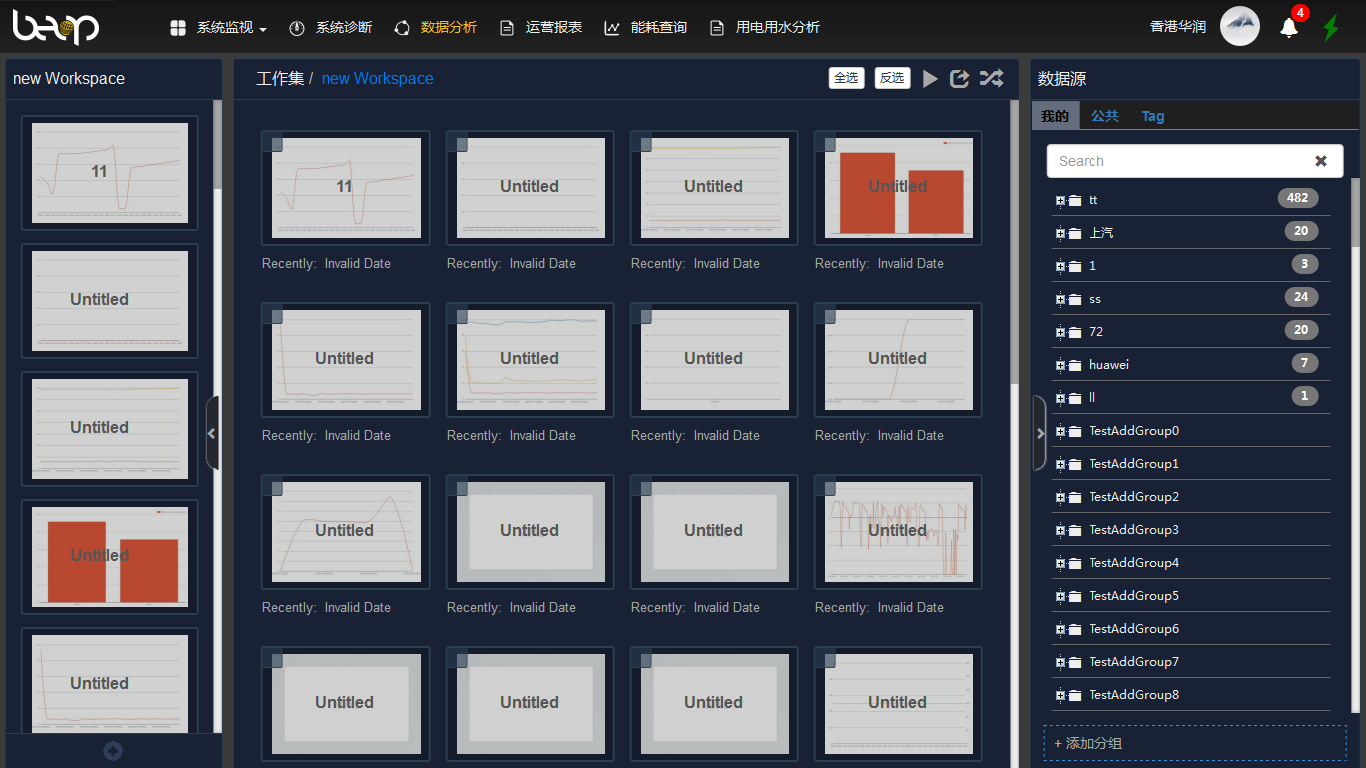 beop
系统监视
系统诊断
数据分析
运营报表
能耗查询
用电用水分析
香港华润
4
new Workspace
11
Untitled
Untitled
Untitled
Untitled
工作集 / new Workspace
全选
反选
11
Untitled
Untitled
Untitled
Recently: Invalid Date
Recently: Invalid Date
Recently: Invalid Date
Recently: Invalid Date
Untitled
Untitled
Untitled
Untitled
Recently: Invalid Date
Recently: Invalid Date
Recently: Invalid Date
Recently: Invalid Date
Untitled
Untitled
Untitled
Untitled
Recently: Invalid Date
Recently: Invalid Date
Recently: Invalid Date
Recently: Invalid Date
Untitled
Untitled
Untitled
Untitled
数据源
我的
公共
Tag
Search
tt 482
上汽 20
1 3
ss 24
72 20
huawei 7
ll 1
TestAddGroup0
TestAddGroup1
TestAddGroup2
TestAddGroup3
TestAddGroup4
TestAddGroup5
TestAddGroup6
TestAddGroup7
TestAddGroup8
+ 添加分组